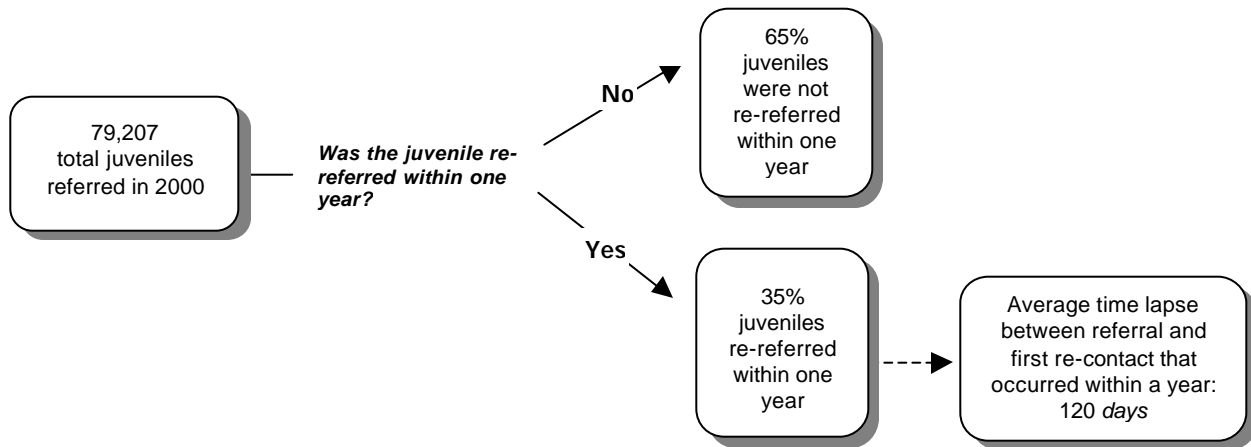 79,207
total juveniles
referred in 2000
Was the juvenile re-
referred within one
year?
No
65%
juveniles
were not
re-referred
within one
year
Yes
35%
juveniles
re-referred
within one
year
Average time lapse
between referral and
first re-contact that
occurred within a year:
120 days